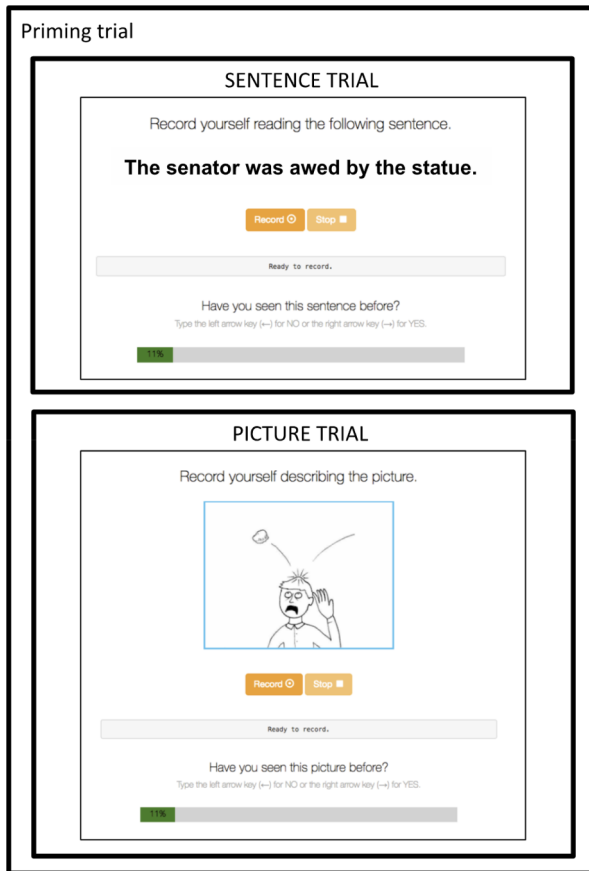 Priming trial
SENTENCE TRIAL
Record yourself reading the following sentence.
The senator was awed by the statue.
Record Stop
Ready to record.
Have you seen this sentence before?
Type the left arrow key (←) for NO or the right arrow key (→) for YES.
11%
PICTURE TRIAL
Record yourself describing the picture.
Record Stop
Ready to record.
Have you seen this picture before?
Type the left arrow key (←) for NO or the right arrow key (→) for YES.
11%